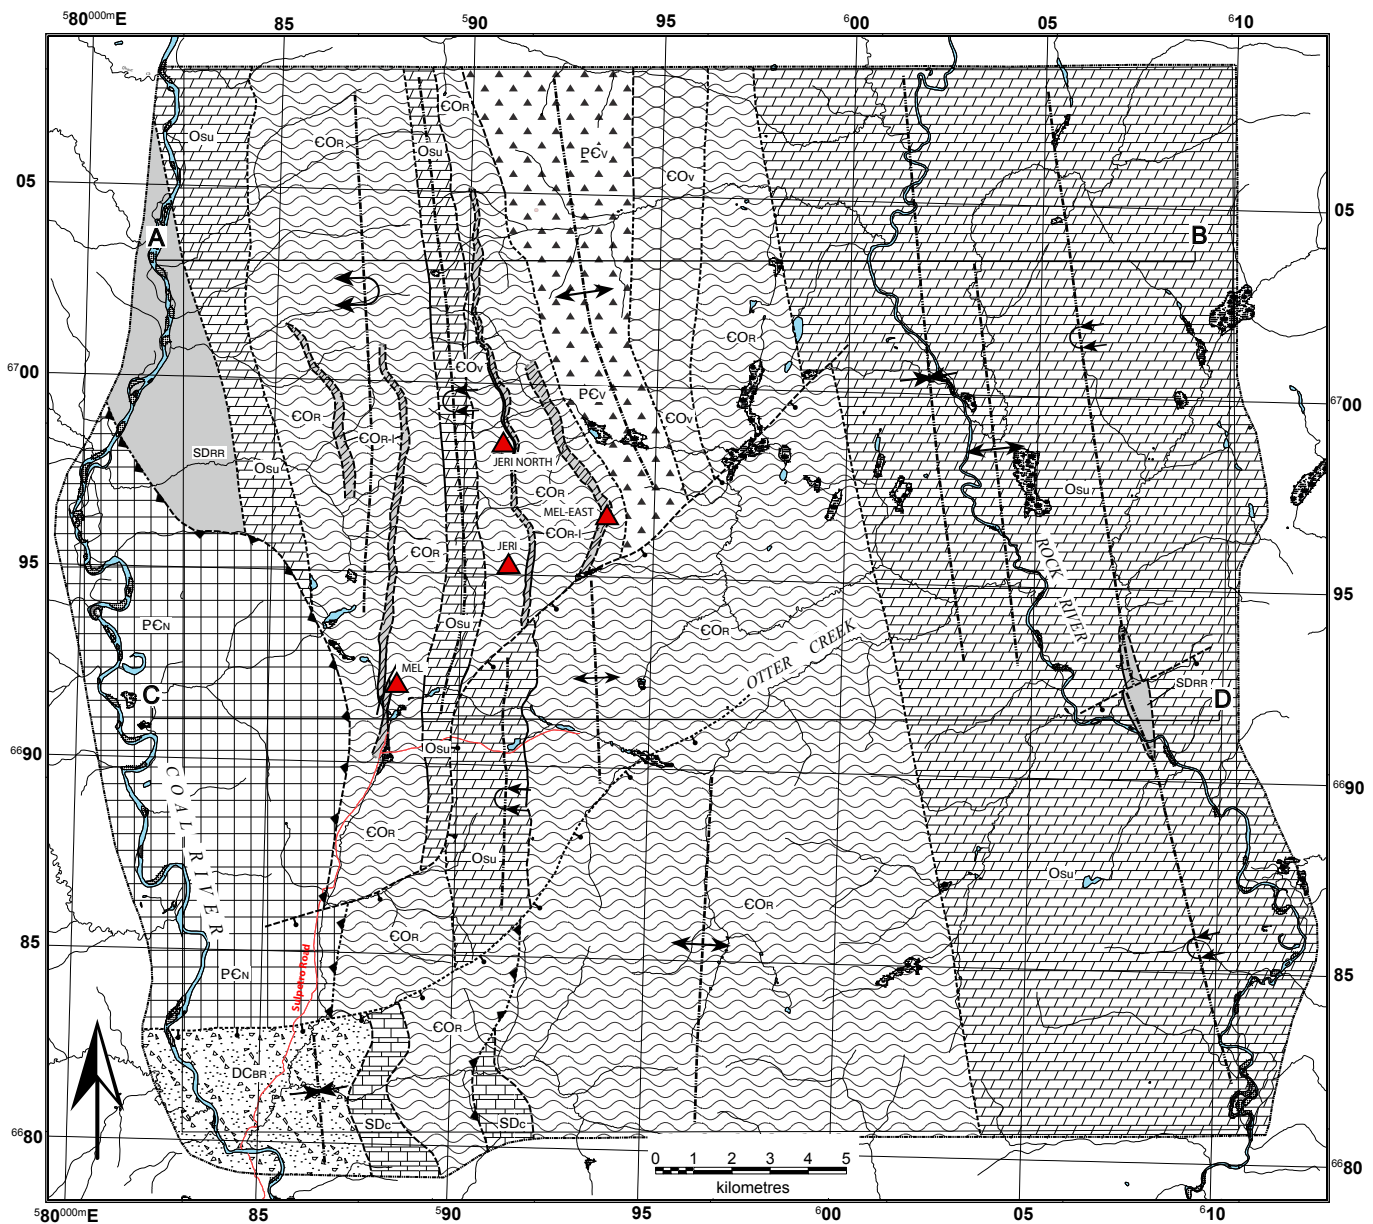 580000mE 85 590 95 600 05 610
ЄOR
OSU
ЄOR
OSU
PЄV
ЄOV
05 05
A
B
ЄOR
6700
ЄOV
PЄV
6700
ЄOR
ЄOV
ЄOR-I
SDRR
OSU
JERI NORTH
ЄOR
OSU
MEL-EAST
ЄOR-I
ЄOR
JERI
95
95
ROCK RIVER
PЄN
OSU
ЄOR
OTTER CREEK
MEL
SDRR
C
D
OSU
6690
6690
COAL RIVER
ЄOR
OSU
OSU
ЄOR
ЄOR
85
Sulpetro Road
PЄN
85
ЄOR
DCBR
SDC
SDC
6680
6680
0 1 2 3 4 5
kilometres
580000mE 85 590 95 600 05 610